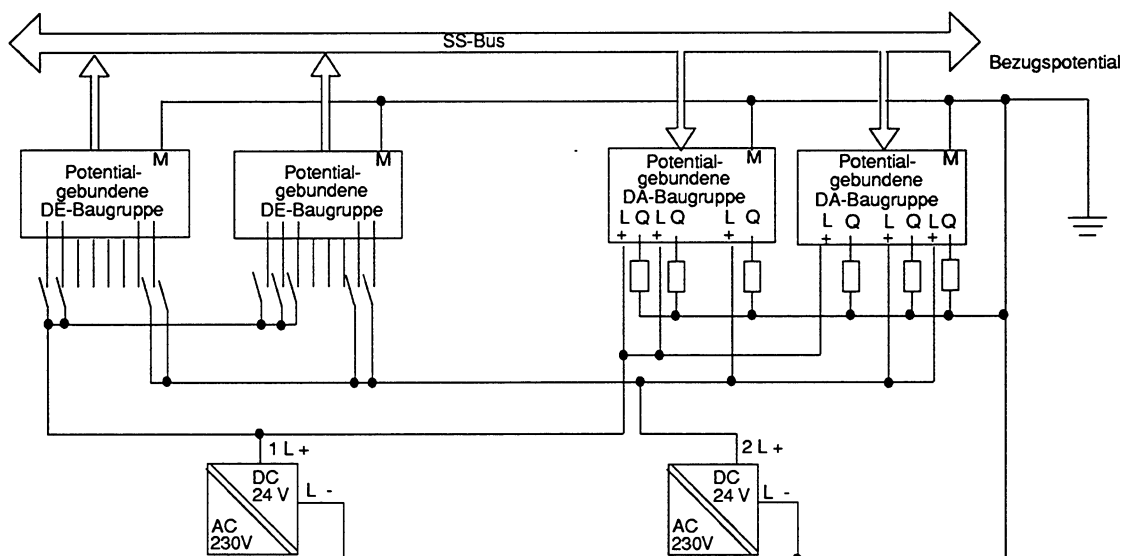 SS-Bus
Bezugspotential
M
Potential-
gebundene
DE-Baugruppe
M
Potential-
gebundene
DE-Baugruppe
M
Potential-
gebundene
DA-Baugruppe
L Q L Q L Q
+ + +
M
Potential-
gebundene
DA-Baugruppe
L Q L Q L Q
+ + +
1 L +
DC
24 V
L -
AC
230V
2 L +
DC
24 V
L -
AC
230V